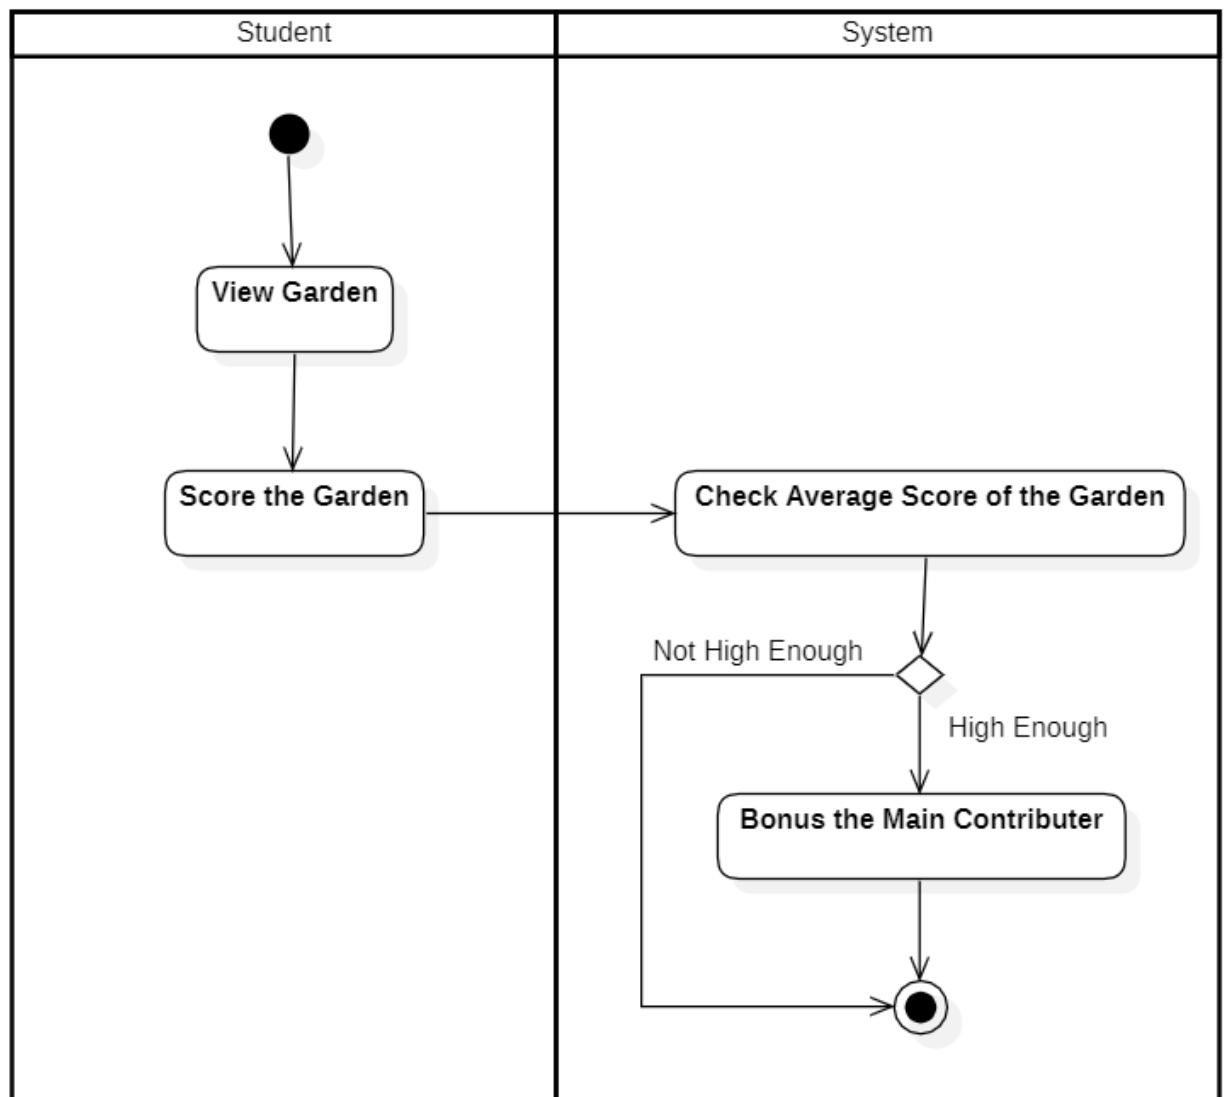 Student
System
View Garden
Score the Garden
Check Average Score of the Garden
Not High Enough
High Enough
Bonus the Main Contributer